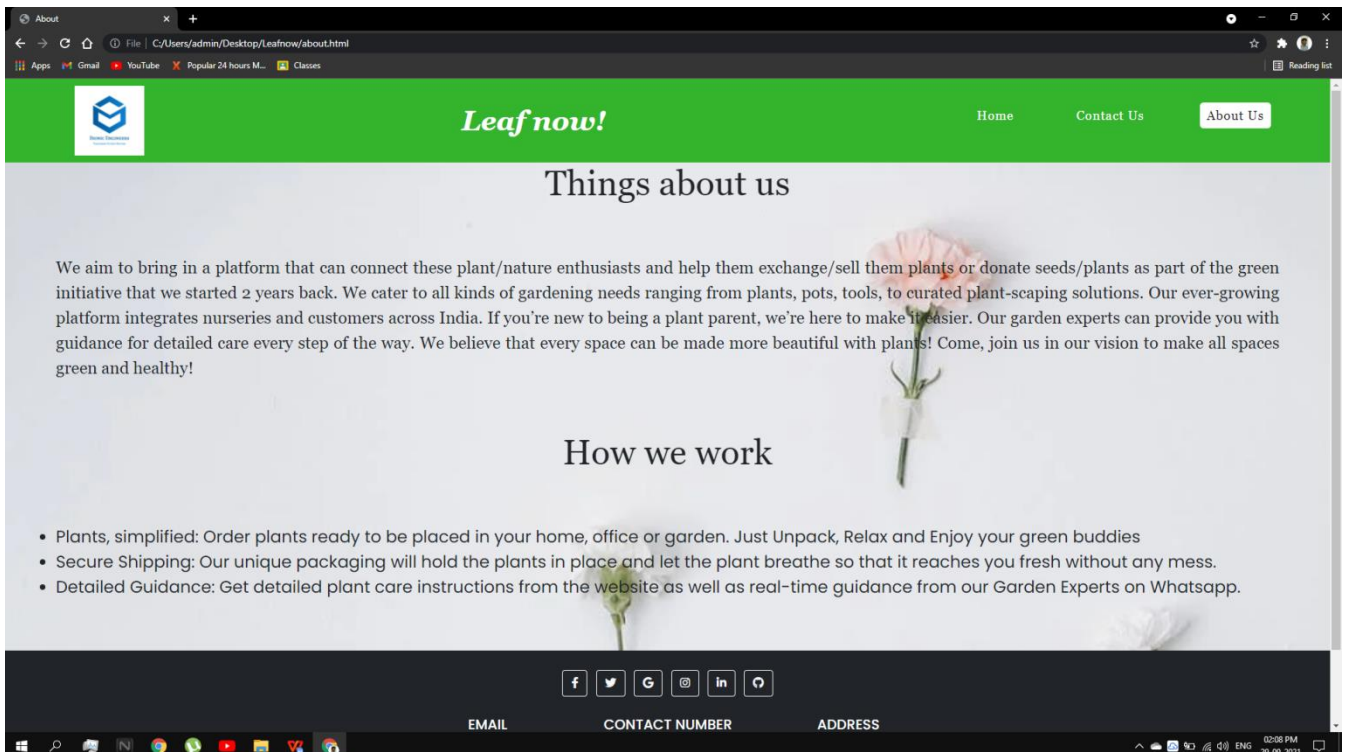 About
File | C:/Users/admin/Desktop/Leafnow/about.html
Apps Gmail YouTube Popular 24 hours M... Classes Reading list
Leaf now! Home Contact Us About Us
Things about us
We aim to bring in a platform that can connect these plant/nature enthusiasts and help them exchange/sell them plants or donate seeds/plants as part of the green
initiative that we started 2 years back. We cater to all kinds of gardening needs ranging from plants, pots, tools, to curated plant-scaping solutions. Our ever-growing
platform integrates nurseries and customers across India. If you're new to being a plant parent, we're here to make it easier. Our garden experts can provide you with
guidance for detailed care every step of the way. We believe that every space can be made more beautiful with plants! Come, join us in our vision to make all spaces
green and healthy!
How we work
• Plants, simplified: Order plants ready to be placed in your home, office or garden. Just Unpack, Relax and Enjoy your green buddies
• Secure Shipping: Our unique packaging will hold the plants in place and let the plant breathe so that it reaches you fresh without any mess.
• Detailed Guidance: Get detailed plant care instructions from the website as well as real-time guidance from our Garden Experts on Whatsapp.
EMAIL CONTACT NUMBER ADDRESS
ENG 02:08 PM